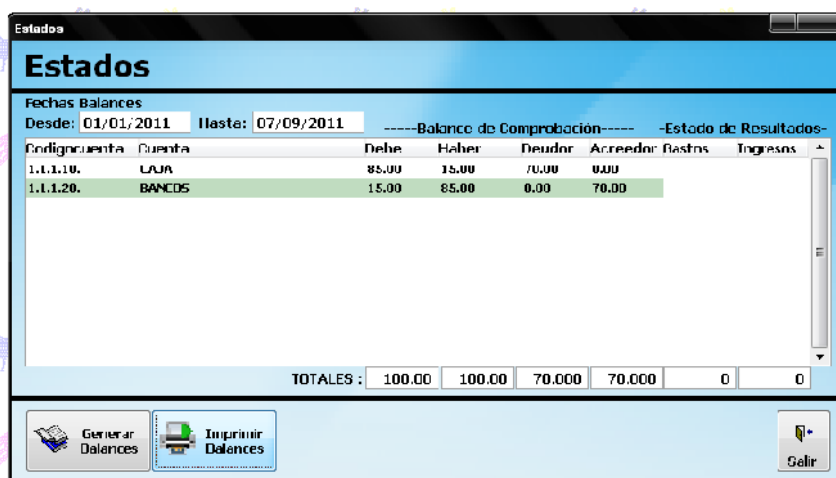 Estados
Estados
Fechas Balances
Desde: 01/01/2011 Hasta: 07/09/2011 -----Balance de Comprobación----- -Estado de Resultados-
Codigocuenta Cuenta Debe Haber Deudor Acreedor Gastos Ingresos
1.1.1.10. CAJA 85.00 15.00 70.00 0.00
1.1.1.20. BANCOS 15.00 85.00 0.00 70.00
TOTALES : 100.00 100.00 70.000 70.000 0 0
Generar Balances
Imprimir Balances
Salir